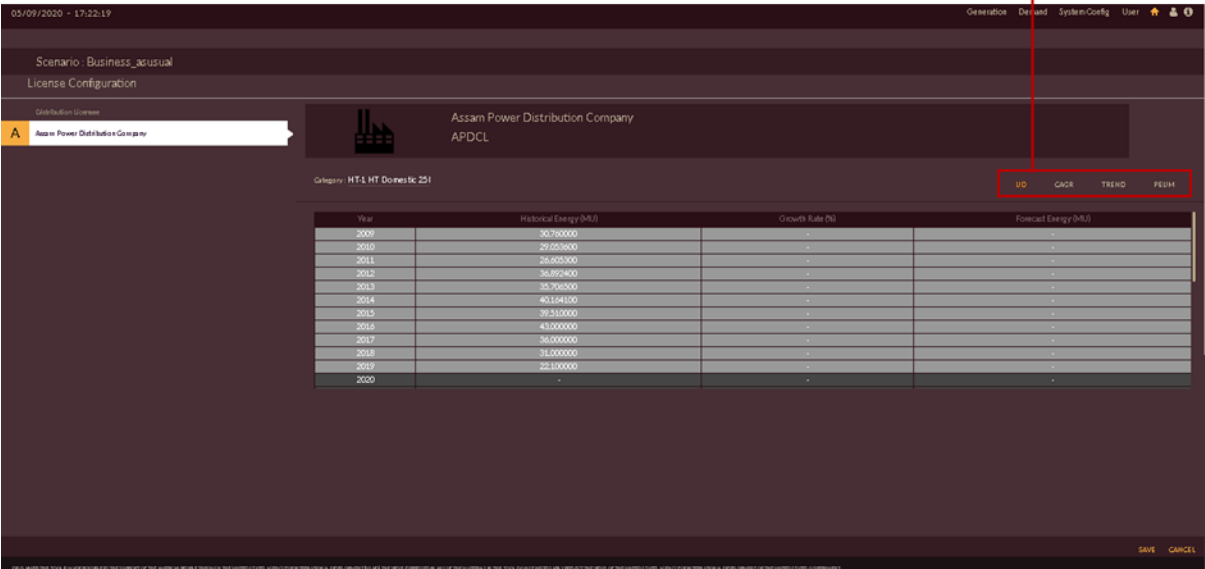 05/09/2020 - 17:22:19 Generation Demand SystemConfig User
Scenario : Business_asusual
License Configuration
Distribution Licensee
A Assam Power Distribution Company
Assam Power Distribution Company
APDCL
Category : HT-1 HT Domestic 25 I
UD CAGR TREND PEUM
Year Historical Energy (MU) Growth Rate (%) Forecast Energy (MU)
2009 30.760000 - -
2010 29.053600 - -
2011 26.605300 - -
2012 36.892400 - -
2013 35.706500 - -
2014 40.164100 - -
2015 39.510000 - -
2016 43.000000 - -
2017 36.000000 - -
2018 31.000000 - -
2019 22.100000 - -
2020 - - -
SAVE CANCEL